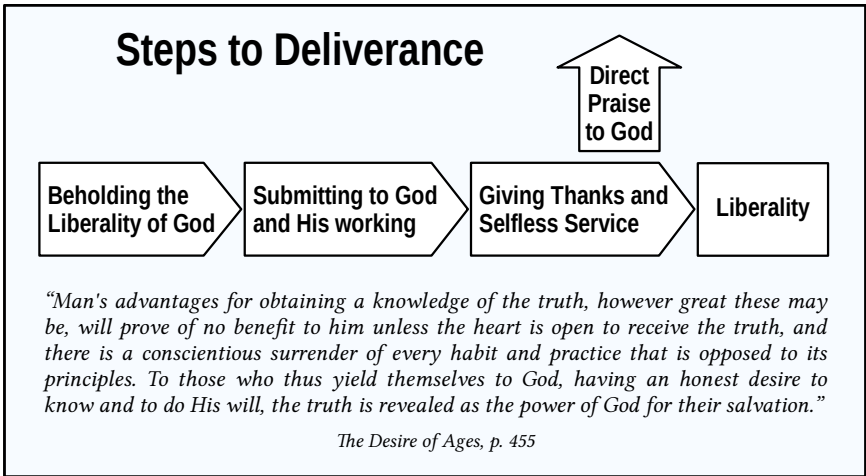 Steps to Deliverance
Direct
Praise
to God
Beholding the
Liberality of God
Submitting to God
and His working
Giving Thanks and
Selfless Service
Liberality
“Man's advantages for obtaining a knowledge of the truth, however great these may
be, will prove of no benefit to him unless the heart is open to receive the truth, and
there is a conscientious surrender of every habit and practice that is opposed to its
principles. To those who thus yield themselves to God, having an honest desire to
know and to do His will, the truth is revealed as the power of God for their salvation.”
The Desire of Ages, p. 455